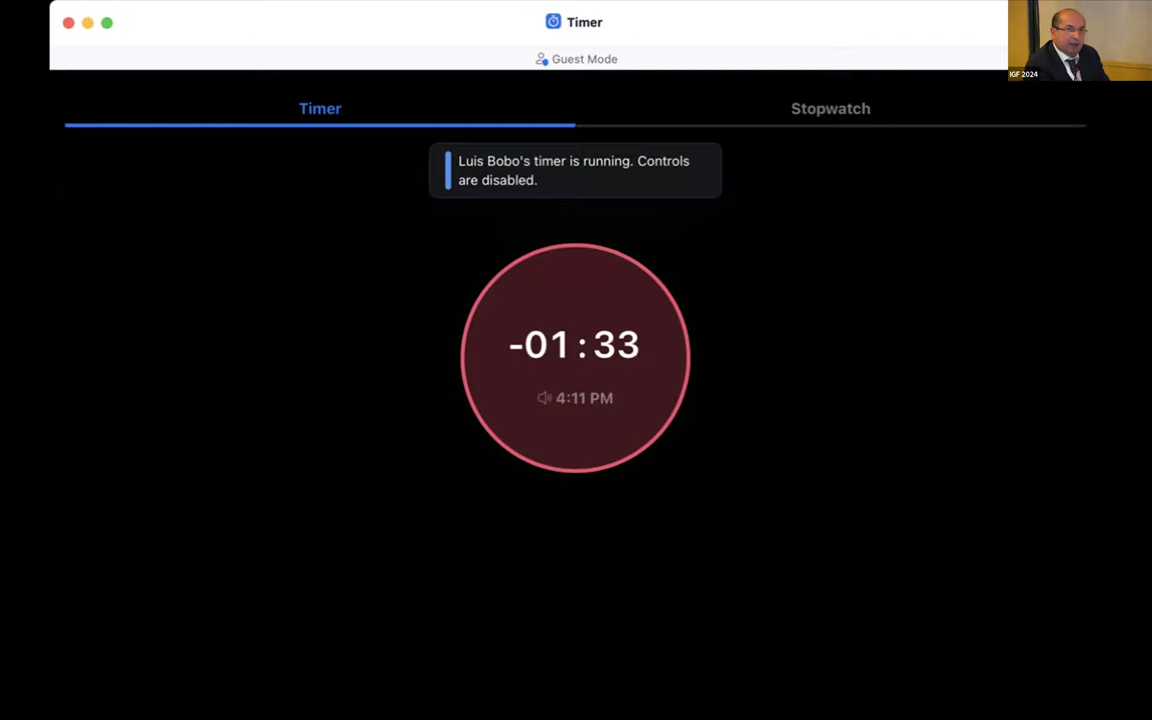 Timer
Guest Mode
IGF 2024
Timer
Stopwatch
Luis Bobo's timer is running. Controls
are disabled.
-01:33
4:11 PM